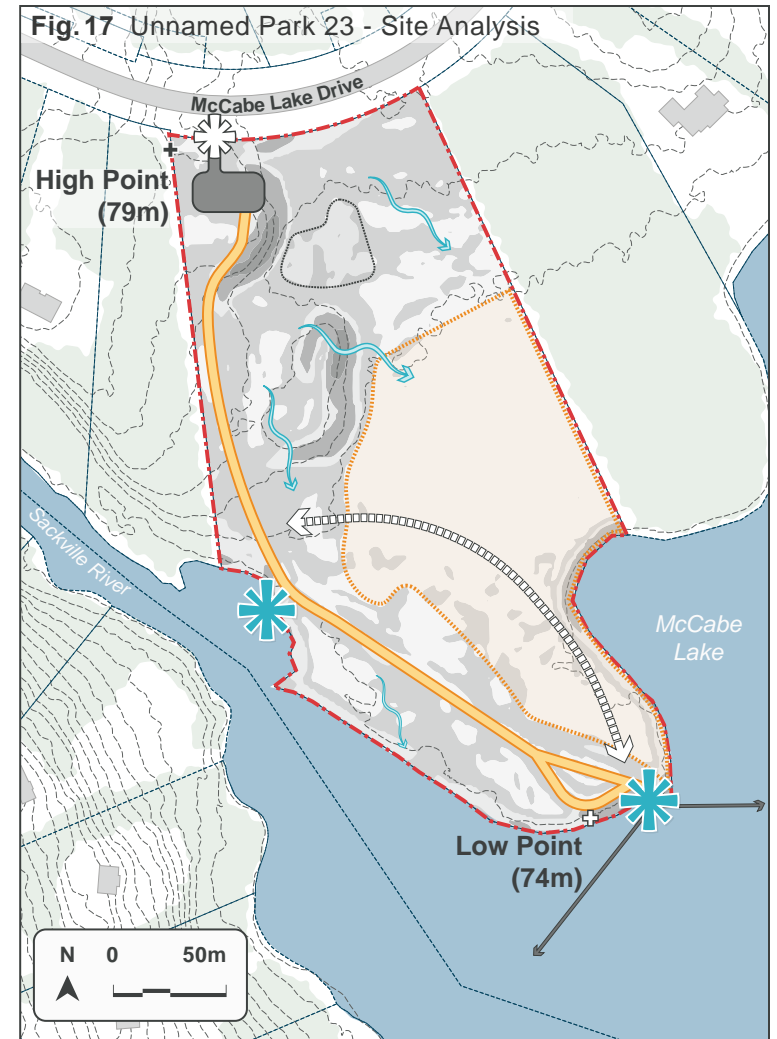 Fig. 17 Unnamed Park 23 - Site Analysis
McCabe Lake Drive
High Point
(79m)
Sackville River
McCabe
Lake
Low Point
(74m)
N 0 50m